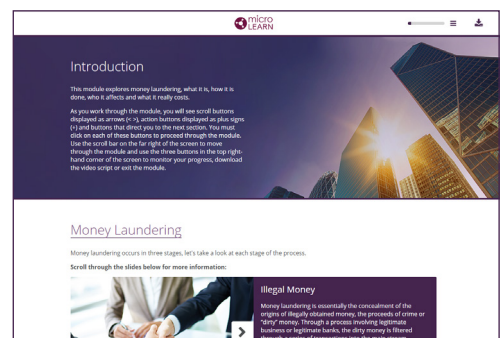 micro
LEARN
Introduction
This module explores money laundering, what it is, how it is
done, who it affects and what it really costs.
As you work through the module, you will see scroll buttons
displayed as arrows (< >), action buttons displayed as plus signs
(+) and buttons that direct you to the next section. You must
click on each of these buttons to proceed through the module.
Use the scroll bar on the far right of the screen to move
through the module and use the three buttons in the top right-
hand corner of the screen to monitor your progress, download
the video script or exit the module.
Money Laundering
Money laundering occurs in three stages, let's take a look at each stage of the process.
Scroll through the slides below for more information:
Illegal Money
Money laundering is essentially the concealment of the
origins of illegally obtained money, the proceeds of crime or
"dirty" money. Through a process involving legitimate
business or legitimate banks, the dirty money is filtered
through a series of transactions into the main stream